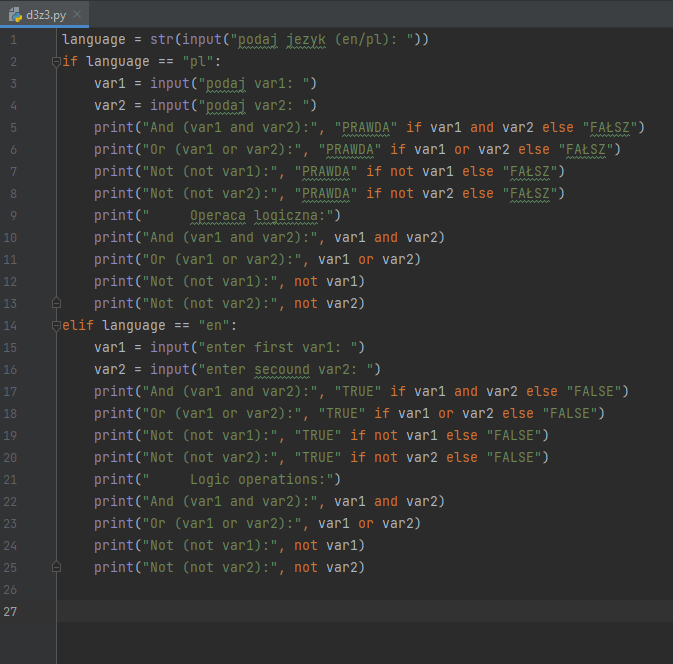 d3z3.py
1 language = str(input("podaj jezyk (en/pl): "))
2 if language == "pl":
3 var1 = input("podaj var1: ")
4 var2 = input("podaj var2: ")
5 print("And (var1 and var2):", "PRAWDA" if var1 and var2 else "FAŁSZ")
6 print("Or (var1 or var2):", "PRAWDA" if var1 or var2 else "FAŁSZ")
7 print("Not (not var1):", "PRAWDA" if not var1 else "FAŁSZ")
8 print("Not (not var2):", "PRAWDA" if not var2 else "FAŁSZ")
9 print("     Operaca logiczna:")
10 print("And (var1 and var2):", var1 and var2)
11 print("Or (var1 or var2):", var1 or var2)
12 print("Not (not var1):", not var1)
13 print("Not (not var2):", not var2)
14 elif language == "en":
15 var1 = input("enter first var1: ")
16 var2 = input("enter secound var2: ")
17 print("And (var1 and var2):", "TRUE" if var1 and var2 else "FALSE")
18 print("Or (var1 or var2):", "TRUE" if var1 or var2 else "FALSE")
19 print("Not (not var1):", "TRUE" if not var1 else "FALSE")
20 print("Not (not var2):", "TRUE" if not var2 else "FALSE")
21 print("     Logic operations:")
22 print("And (var1 and var2):", var1 and var2)
23 print("Or (var1 or var2):", var1 or var2)
24 print("Not (not var1):", not var1)
25 print("Not (not var2):", not var2)
26
27